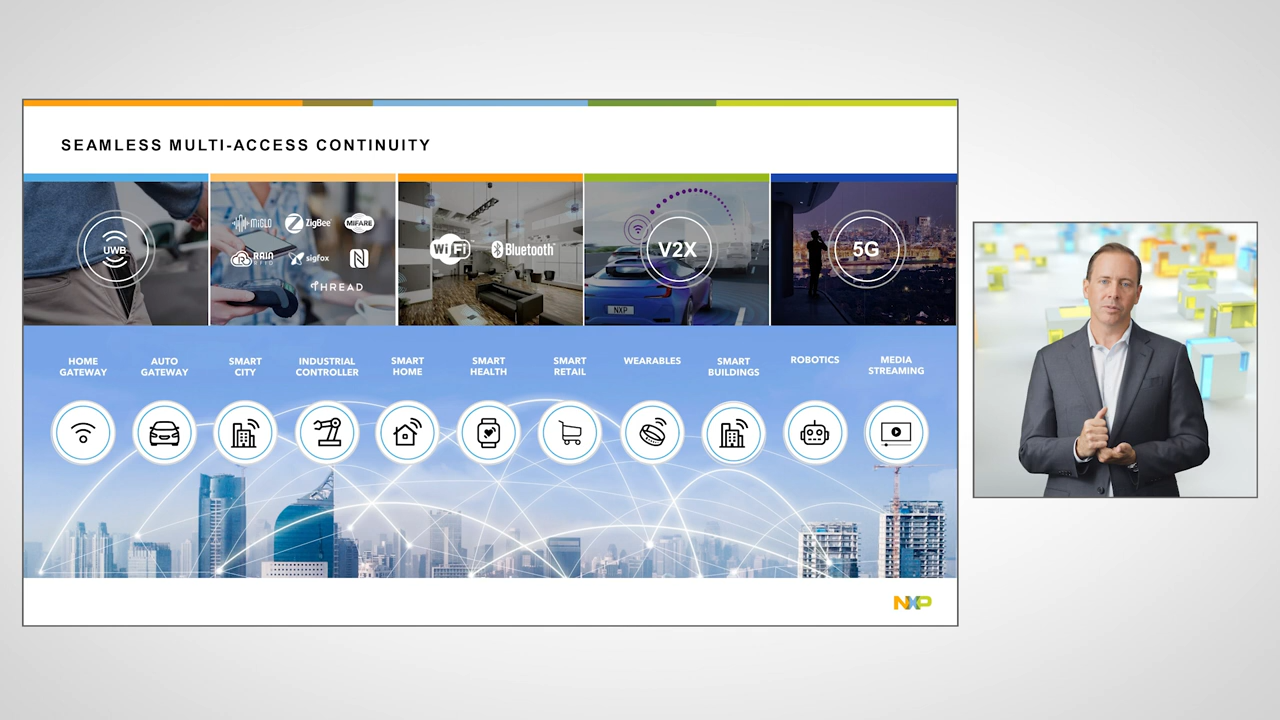 SEAMLESS MULTI-ACCESS CONTINUITY
UWB
MiGLO
ZigBee
MIFARE
RAIN
RFID
sigfox
N
THREAD
WiFi
Bluetooth
V2X
NXP
5G
HOME
GATEWAY
AUTO
GATEWAY
SMART
CITY
INDUSTRIAL
CONTROLLER
SMART
HOME
SMART
HEALTH
SMART
RETAIL
WEARABLES
SMART
BUILDINGS
ROBOTICS
MEDIA
STREAMING
NXP